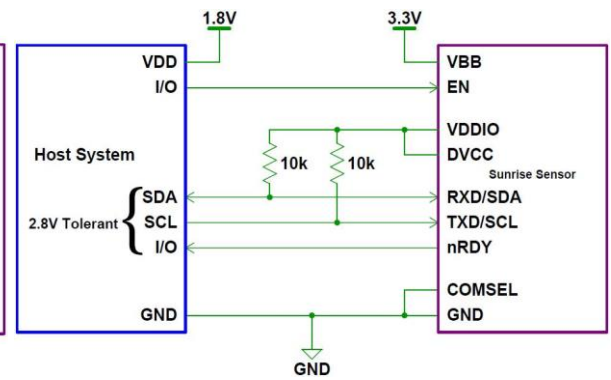 1.8V
3.3V
VDD
I/O
Host System
2.8V Tolerant
SDA
SCL
I/O
GND
10k
10k
GND
VBB
EN
VDDIO
DVCC
Sunrise Sensor
RXD/SDA
TXD/SCL
nRDY
COMSEL
GND